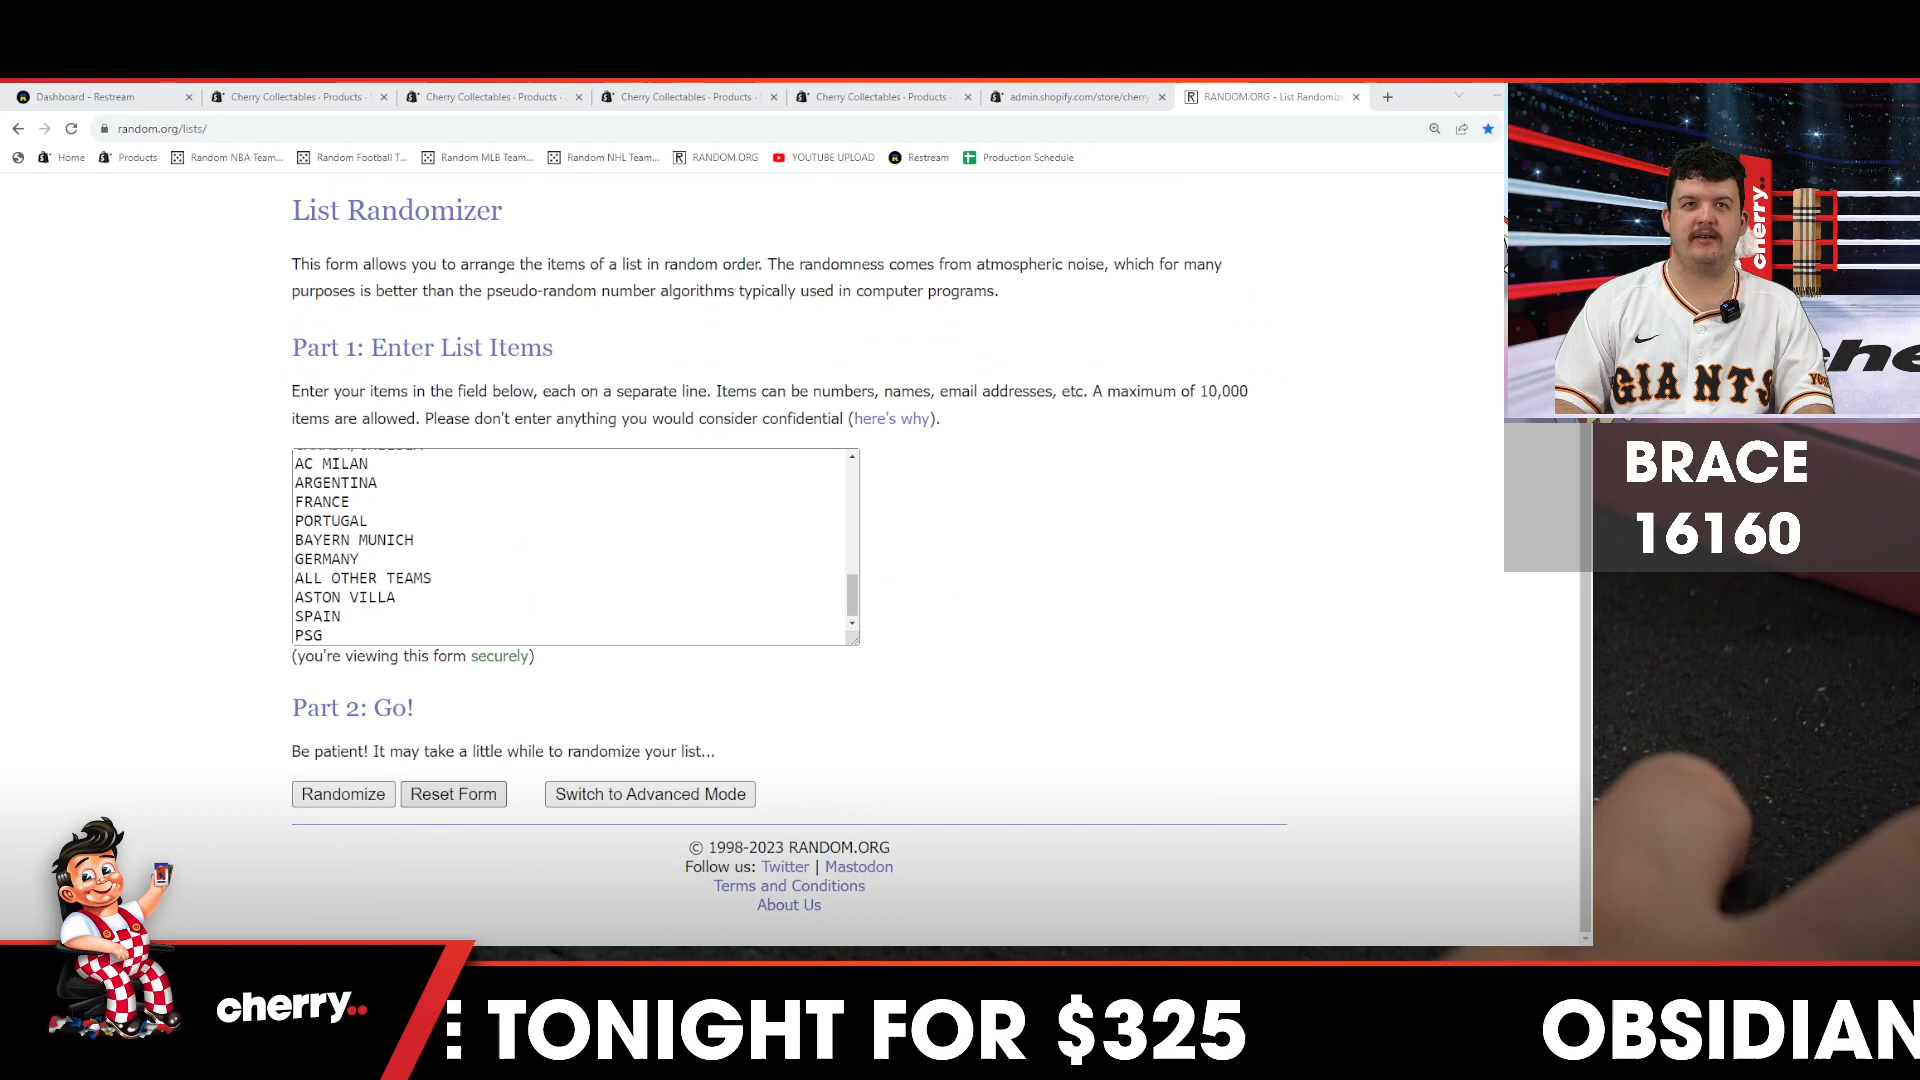 Dashboard - Restream
Cherry Collectables · Products ·
Cherry Collectables · Products ·
Cherry Collectables · Products ·
Cherry Collectables · Products ·
admin.shopify.com/store/cherry
RANDOM.ORG - List Randomize
random.org/lists/
Home
Products
Random NBA Team...
Random Football T...
Random MLB Team...
Random NHL Team...
RANDOM.ORG
YOUTUBE UPLOAD
Restream
Production Schedule
List Randomizer
This form allows you to arrange the items of a list in random order. The randomness comes from atmospheric noise, which for many
purposes is better than the pseudo-random number algorithms typically used in computer programs.
Part 1: Enter List Items
Enter your items in the field below, each on a separate line. Items can be numbers, names, email addresses, etc. A maximum of 10,000
items are allowed. Please don't enter anything you would consider confidential (here's why).
AC MILAN
ARGENTINA
FRANCE
PORTUGAL
BAYERN MUNICH
GERMANY
ALL OTHER TEAMS
ASTON VILLA
SPAIN
PSG
(you're viewing this form securely)
Part 2: Go!
Be patient! It may take a little while to randomize your list...
Randomize
Reset Form
Switch to Advanced Mode
© 1998-2023 RANDOM.ORG
Follow us: Twitter | Mastodon
Terms and Conditions
About Us
cherry..
GIANTS
BRACE
16160
cherry..
TONIGHT FOR $325
OBSIDIAN